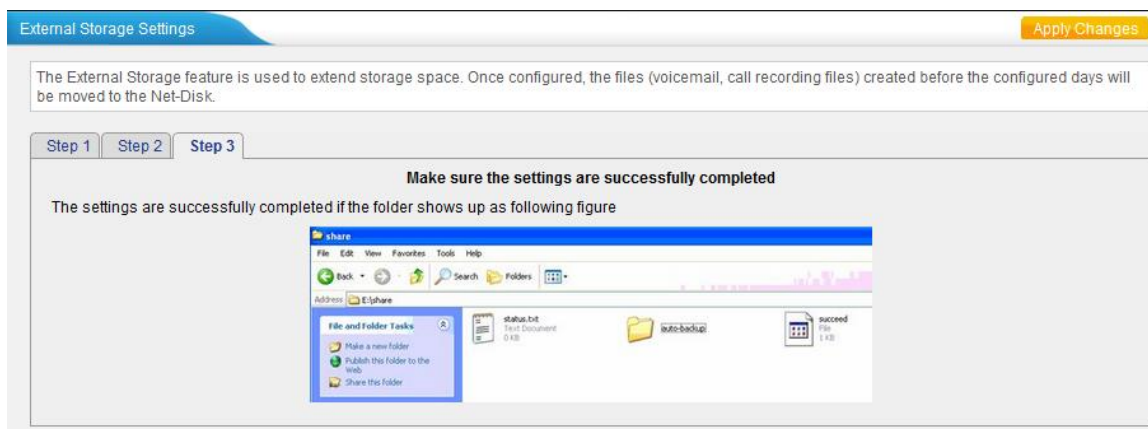 External Storage Settings
Apply Changes
The External Storage feature is used to extend storage space. Once configured, the files (voicemail, call recording files) created before the configured days will
be moved to the Net-Disk.
Step 1 Step 2 Step 3
Make sure the settings are successfully completed
The settings are successfully completed if the folder shows up as following figure
share
File Edit View Favorites Tools Help
Back Search Folders
Address E:\share
File and Folder Tasks
Make a new folder
Publish this folder to the
Web
Share this folder
status.txt
Text Document
0 KB
auto-backup
succeed
File
1 KB